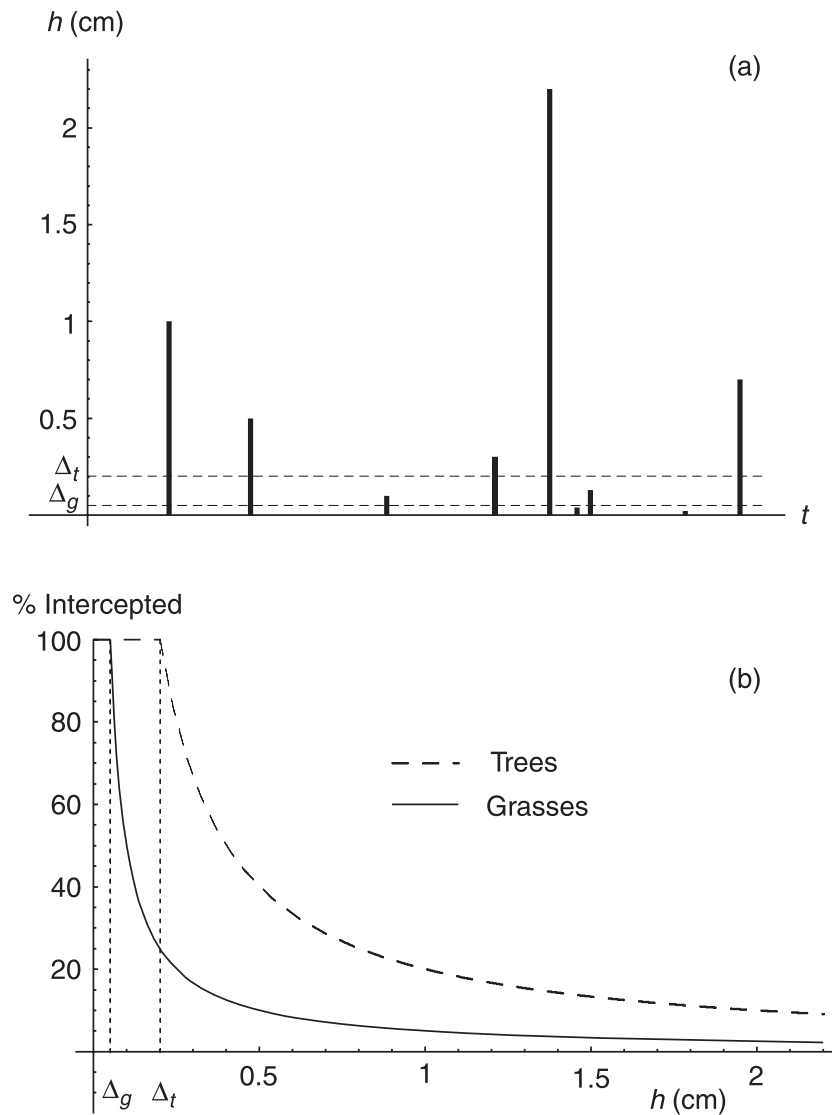 h (cm)
(a)
2
1.5
1
0.5
Δt
Δg
t
% Intercepted
100
(b)
80
Trees
60
Grasses
40
20
0.5
1
1.5
2
Δg
Δt
h (cm)